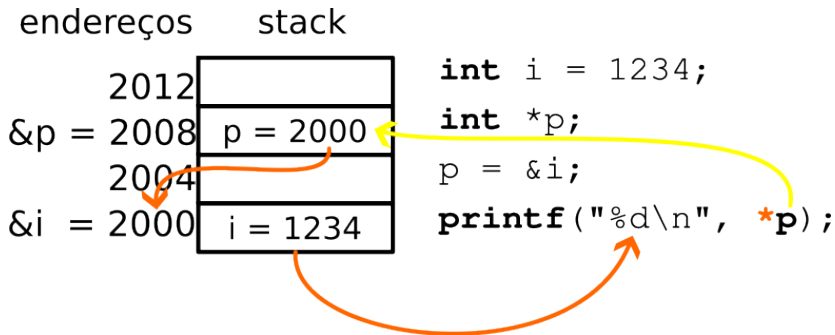 endereços stack
2012
&p = 2008 p = 2000
2004
&i = 2000 i = 1234
int i = 1234;
int *p;
p = &i;
printf("%d\n", *p);